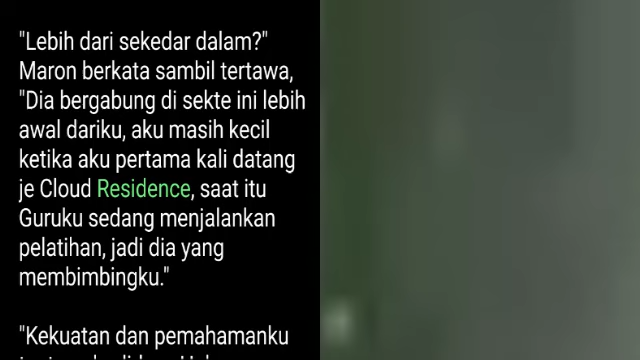 "Lebih dari sekedar dalam?"
Maron berkata sambil tertawa,
"Dia bergabung di sekte ini lebih
awal dariku, aku masih kecil
ketika aku pertama kali datang
je Cloud Residence, saat itu
Guruku sedang menjalankan
pelatihan, jadi dia yang
membimbingku."
"Kekuatan dan pemahamanku